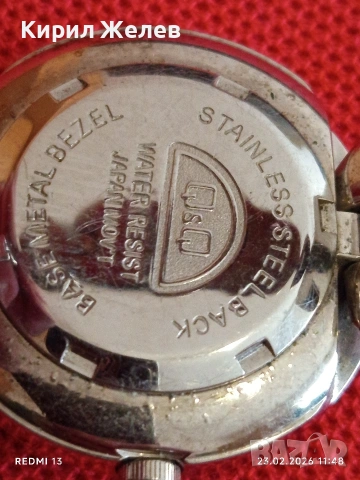 Кирил Желев
BASE METAL BEZEL
STAINLESS STEEL BACK
WATER RESIST
JAPAN MOVT
REDMI 13
23.02.2026 11:48